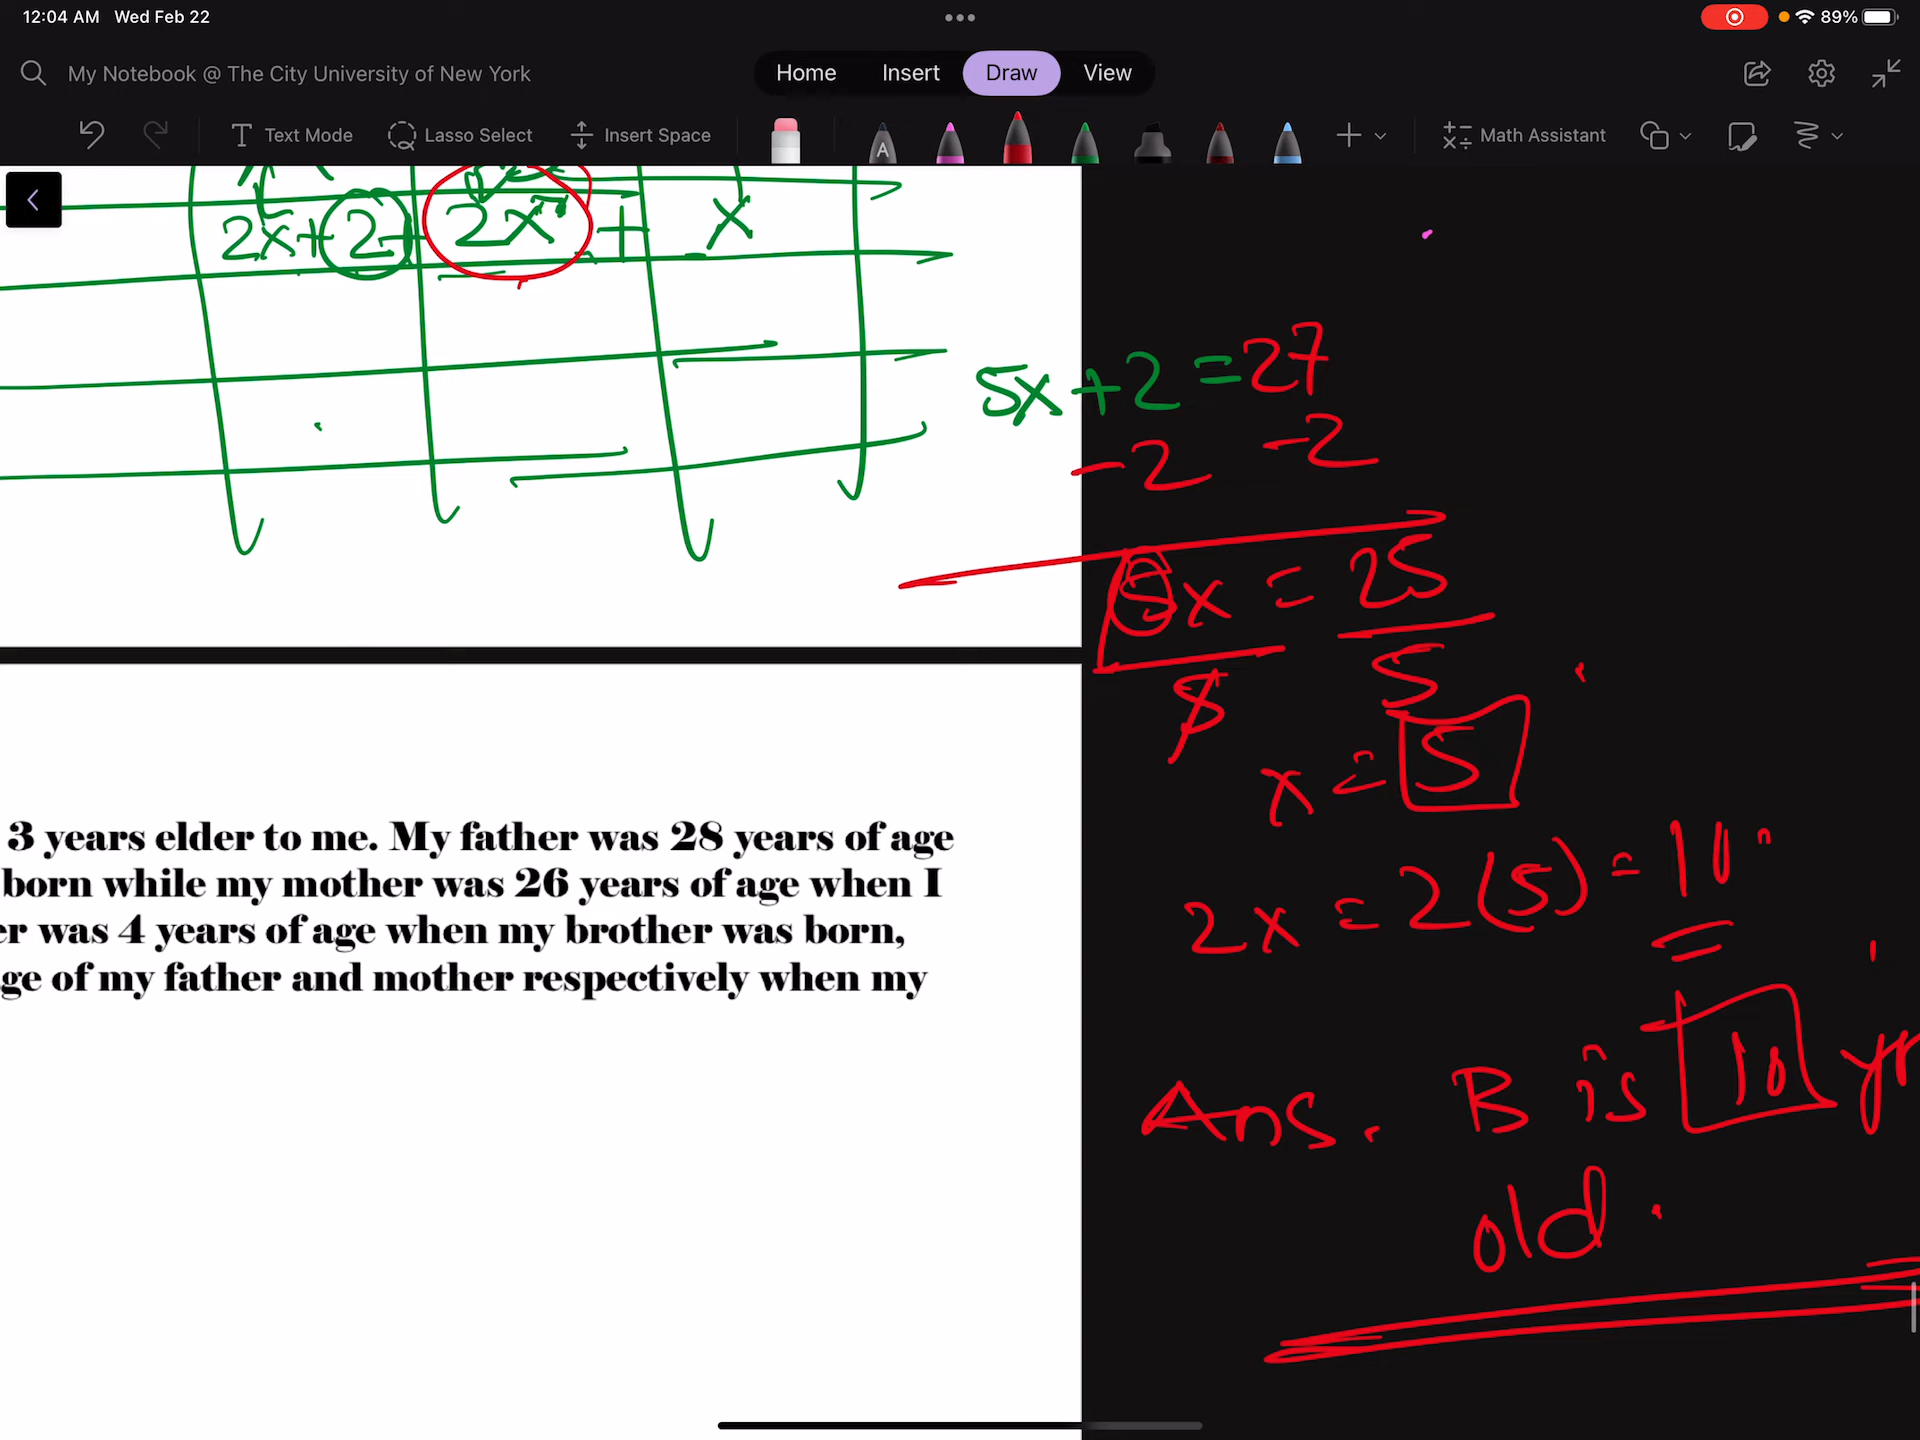 12:04 AM Wed Feb 22
89%
My Notebook @ The City University of New York
Home Insert Draw View
Text Mode Lasso Select Insert Space
A
Math Assistant
2x+2+ 2x + x
5x+2=27
-2 -2
5x = 25
5 5
x = 5
2x = 2(5) = 10
Ans. B is 10 yr
old.
3 years elder to me. My father was 28 years of age
born while my mother was 26 years of age when I
er was 4 years of age when my brother was born,
ge of my father and mother respectively when my